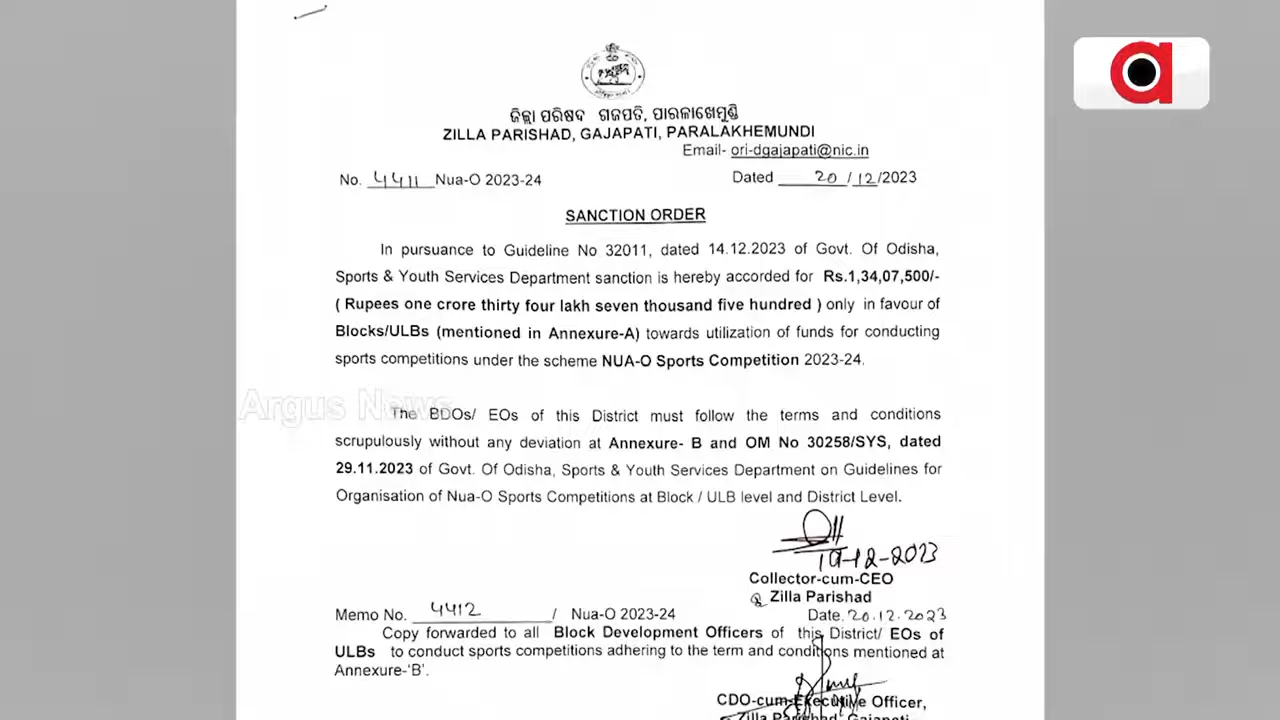 ଜିଲ୍ଲା ପରିଷଦ ଗଜପତି, ପାରଳାଖେମୁଣ୍ଡି
ZILLA PARISHAD, GAJAPATI, PARALAKHEMUNDI
Email- ori-dgajapati@nic.in
No. 4411 Nua-O 2023-24 Dated 20/12/2023
SANCTION ORDER
In pursuance to Guideline No 32011, dated 14.12.2023 of Govt. Of Odisha,
Sports & Youth Services Department sanction is hereby accorded for Rs.1,34,07,500/-
( Rupees one crore thirty four lakh seven thousand five hundred ) only in favour of
Blocks/ULBs (mentioned in Annexure-A) towards utilization of funds for conducting
sports competitions under the scheme NUA-O Sports Competition 2023-24.
Argus News
The BDOs/ EOs of this District must follow the terms and conditions
scrupulously without any deviation at Annexure- B and OM No 30258/SYS, dated
29.11.2023 of Govt. Of Odisha, Sports & Youth Services Department on Guidelines for
Organisation of Nua-O Sports Competitions at Block / ULB level and District Level.
19-12-2023
Collector-cum-CEO
Zilla Parishad
Memo No. 4412 / Nua-O 2023-24 Date. 20.12.2023
Copy forwarded to all Block Development Officers of this District/ EOs of
ULBs to conduct sports competitions adhering to the term and conditions mentioned at
Annexure-'B'.
CDO-cum-Executive Officer,
Zilla Parishad, Gajapati